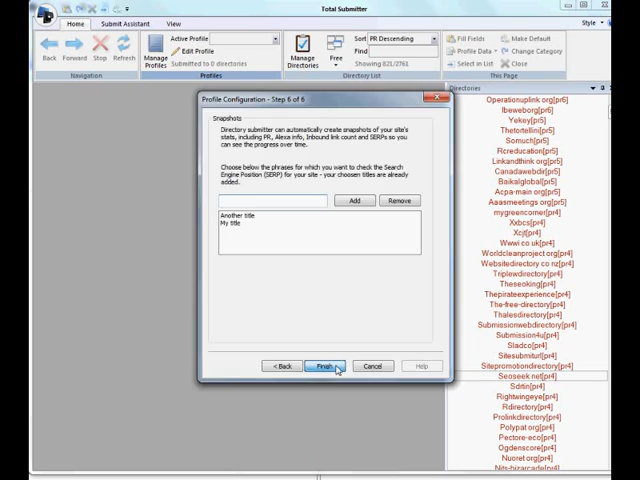 Total Submitter
Home
Submit Assistant
View
Style
Back
Forward
Stop
Refresh
Navigation
Manage
Profiles
Active Profile
Edit Profile
Submitted to 0 directories
Profiles
Manage
Directories
Free
Sort
PR Descending
Find
Showing 821/2761
Directory List
Fill Fields
Make Default
Profile Data
Change Category
Select in List
Close
This Page
Profile Configuration - Step 6 of 6
Snapshots
Directory submitter can automatically create snapshots of your site's
stats, including PR, Alexa info, Inbound link count and SERPs so you
can see the progress over time.
Choose below the phrases for which you want to check the Search
Engine Position (SERP) for your site - your choosen titles are already
added.
Add
Remove
Another title
My title
< Back
Finish
Cancel
Help
Directories
Operationuplink org[pr6]
Ibeweborg[pr6]
Yekey[pr5]
Thetortellini[pr5]
Somuch[pr5]
Rcreducation[pr5]
Linkandthink org[pr5]
Canadawebdir[pr5]
Baikalglobal[pr5]
Acpa-main org[pr5]
Aaasmeetings org[pr5]
mygreencorner[pr4]
Xxbcs[pr4]
Xcjt[pr4]
Wwwi co uk[pr4]
Worldcleanproject org[pr4]
Websitedirectory co nz[pr4]
Triplewdirectory[pr4]
Theseoking[pr4]
Thepirateexperience[pr4]
The-free-directory[pr4]
Thalesdirectory[pr4]
Submissionwebdirectory[pr4]
Submission4u[pr4]
Sladco[pr4]
Sitesubmiturl[pr4]
Sitepromotiondirectory[pr4]
Seoseek net[pr4]
Sditin[pr4]
Rightwingeye[pr4]
Rdirectory[pr4]
Prolinkdirectory[pr4]
Polypat org[pr4]
Pectore-eco[pr4]
Ogdenscore[pr4]
Nuoret org[pr4]
Nits-bizarcade[pr4]